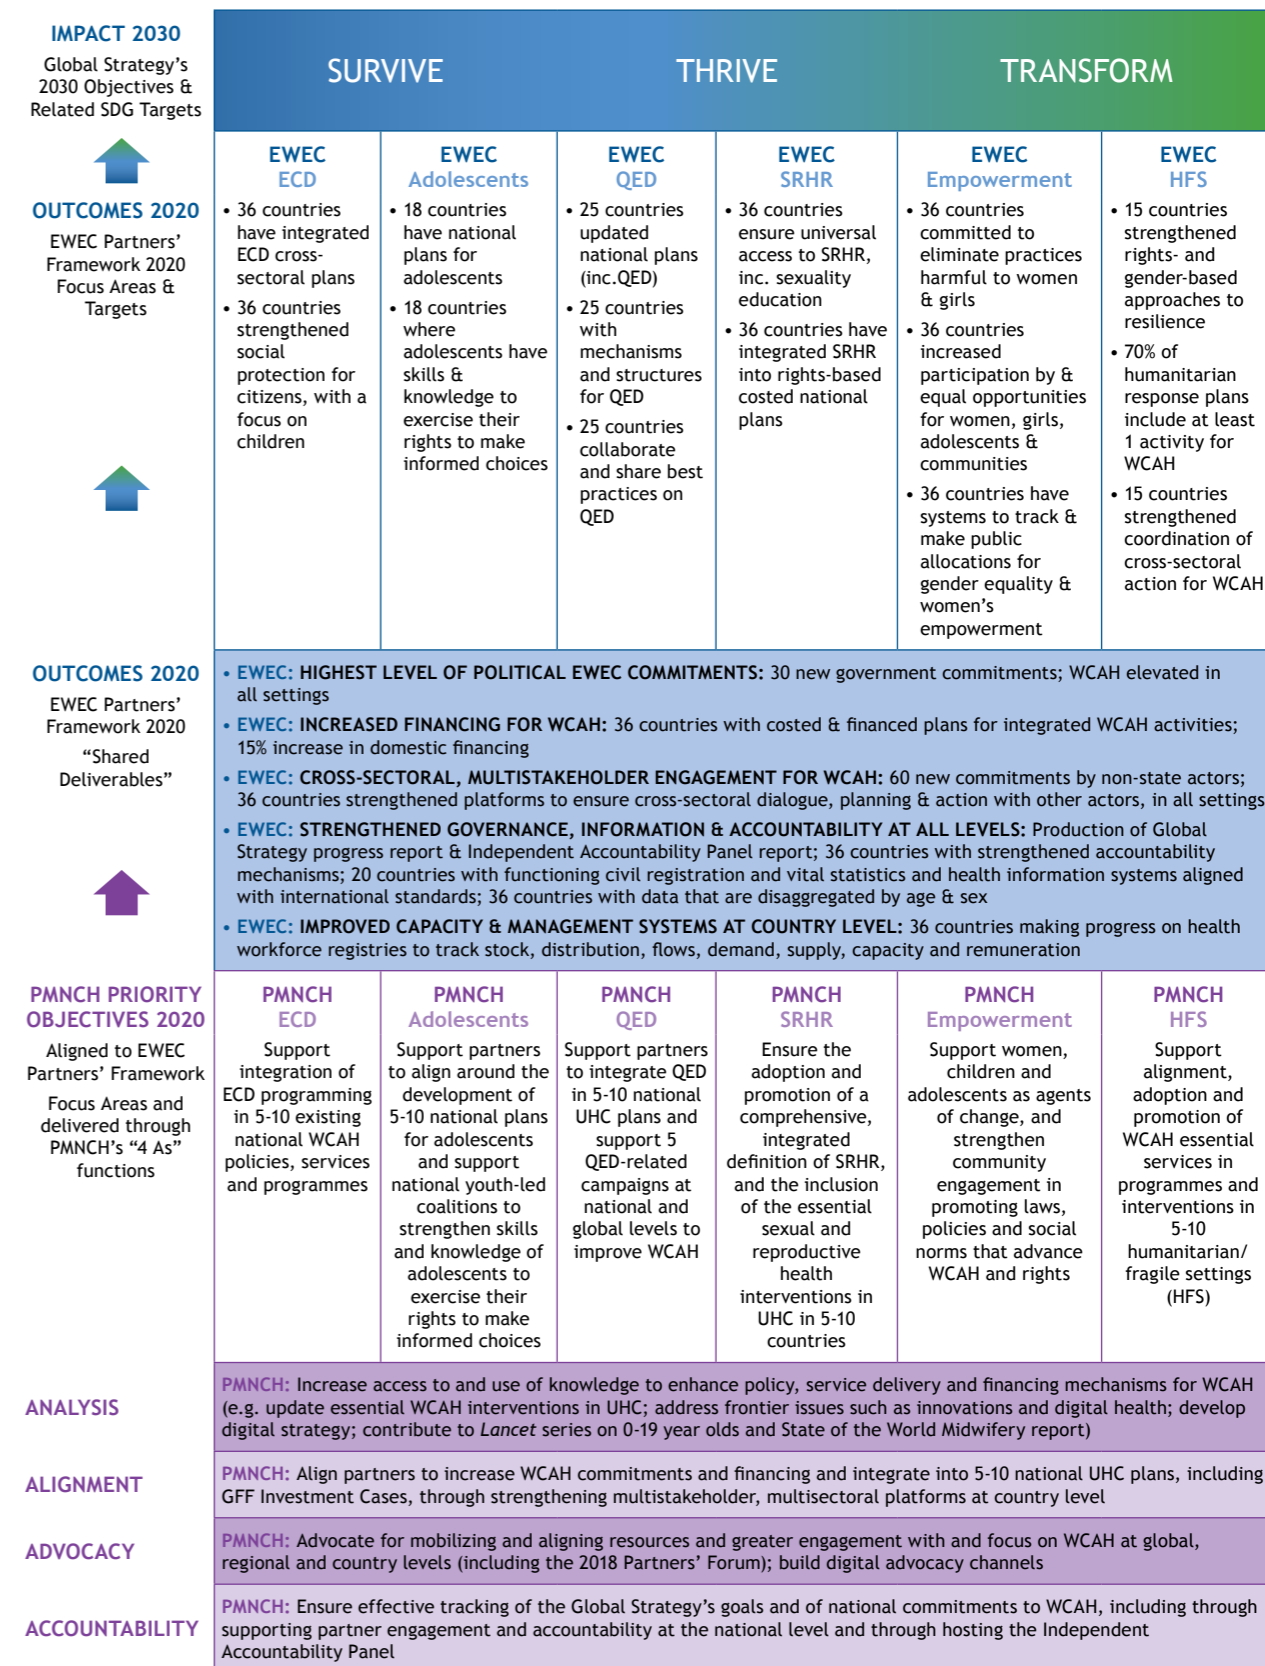 IMPACT 2030
Global Strategy's
2030 Objectives &
Related SDG Targets
SURVIVE
THRIVE
TRANSFORM
OUTCOMES 2020
EWEC Partners'
Framework 2020
Focus Areas &
Targets
EWEC
ECD
• 36 countries
have integrated
ECD cross-
sectoral plans
• 36 countries
strengthened
social
protection for
citizens, with a
focus on
children
EWEC
Adolescents
• 18 countries
have national
plans for
adolescents
• 18 countries
where
adolescents have
skills &
knowledge to
exercise their
rights to make
informed choices
EWEC
QED
• 25 countries
updated
national plans
(inc.QED)
• 25 countries
with
mechanisms
and structures
for QED
• 25 countries
collaborate
and share best
practices on
QED
EWEC
SRHR
• 36 countries
ensure universal
access to SRHR,
inc. sexuality
education
• 36 countries have
integrated SRHR
into rights-based
costed national
plans
EWEC
Empowerment
• 36 countries
committed to
eliminate practices
harmful to women
& girls
• 36 countries
increased
participation by &
equal opportunities
for women, girls,
adolescents &
communities
• 36 countries have
systems to track &
make public
allocations for
gender equality &
women's
empowerment
EWEC
HFS
• 15 countries
strengthened
rights- and
gender-based
approaches to
resilience
• 70% of
humanitarian
response plans
include at least
1 activity for
WCAH
• 15 countries
strengthened
coordination of
cross-sectoral
action for WCAH
OUTCOMES 2020
EWEC Partners'
Framework 2020
"Shared
Deliverables"
• EWEC: HIGHEST LEVEL OF POLITICAL EWEC COMMITMENTS: 30 new government commitments; WCAH elevated in
all settings
• EWEC: INCREASED FINANCING FOR WCAH: 36 countries with costed & financed plans for integrated WCAH activities;
15% increase in domestic financing
• EWEC: CROSS-SECTORAL, MULTISTAKEHOLDER ENGAGEMENT FOR WCAH: 60 new commitments by non-state actors;
36 countries strengthened platforms to ensure cross-sectoral dialogue, planning & action with other actors, in all settings
• EWEC: STRENGTHENED GOVERNANCE, INFORMATION & ACCOUNTABILITY AT ALL LEVELS: Production of Global
Strategy progress report & Independent Accountability Panel report; 36 countries with strengthened accountability
mechanisms; 20 countries with functioning civil registration and vital statistics and health information systems aligned
with international standards; 36 countries with data that are disaggregated by age & sex
• EWEC: IMPROVED CAPACITY & MANAGEMENT SYSTEMS AT COUNTRY LEVEL: 36 countries making progress on health
workforce registries to track stock, distribution, flows, demand, supply, capacity and remuneration
PMNCH PRIORITY
OBJECTIVES 2020
Aligned to EWEC
Partners' Framework
Focus Areas and
delivered through
PMNCH's "4 As"
functions
PMNCH
ECD
Support
integration of
ECD programming
in 5-10 existing
national WCAH
policies, services
and programmes
PMNCH
Adolescents
Support partners
to align around the
development of
5-10 national plans
for adolescents
and support
national youth-led
coalitions to
strengthen skills
and knowledge of
adolescents to
exercise their
rights to make
informed choices
PMNCH
QED
Support partners
to integrate QED
in 5-10 national
UHC plans and
support 5
QED-related
campaigns at
national and
global levels to
improve WCAH
PMNCH
SRHR
Ensure the
adoption and
promotion of a
comprehensive,
integrated
definition of SRHR,
and the inclusion
of the essential
sexual and
reproductive
health
interventions in
UHC in 5-10
countries
PMNCH
Empowerment
Support women,
children and
adolescents as agents
of change, and
strengthen
community
engagement in
promoting laws,
policies and social
norms that advance
WCAH and rights
PMNCH
HFS
Support
alignment,
adoption and
promotion of
WCAH essential
services in
programmes and
interventions in
5-10
humanitarian/
fragile settings
(HFS)
ANALYSIS
PMNCH: Increase access to and use of knowledge to enhance policy, service delivery and financing mechanisms for WCAH
(e.g. update essential WCAH interventions in UHC; address frontier issues such as innovations and digital health; develop
digital strategy; contribute to Lancet series on 0-19 year olds and State of the World Midwifery report)
ALIGNMENT
PMNCH: Align partners to increase WCAH commitments and financing and integrate into 5-10 national UHC plans, including
GFF Investment Cases, through strengthening multistakeholder, multisectoral platforms at country level
ADVOCACY
PMNCH: Advocate for mobilizing and aligning resources and greater engagement with and focus on WCAH at global,
regional and country levels (including the 2018 Partners' Forum); build digital advocacy channels
ACCOUNTABILITY
PMNCH: Ensure effective tracking of the Global Strategy's goals and of national commitments to WCAH, including through
supporting partner engagement and accountability at the national level and through hosting the Independent
Accountability Panel